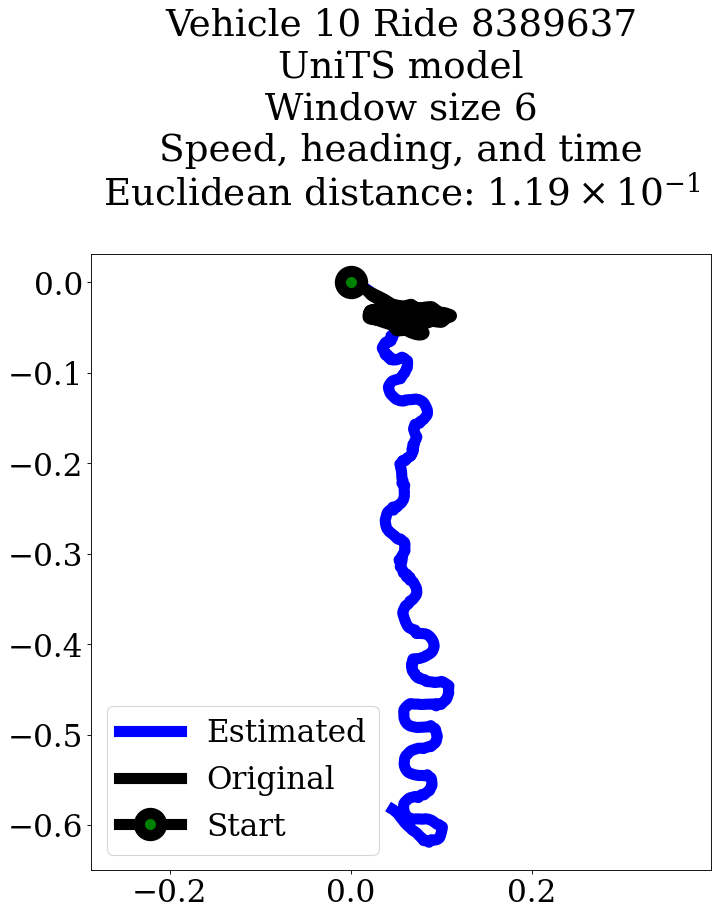 Vehicle 10 Ride 8389637
UniTS model
Window size 6
Speed, heading, and time
Euclidean distance: 1.19 × 10⁻¹
0.0
−0.1
−0.2
−0.3
−0.4
−0.5
−0.6
Estimated
Original
Start
−0.2 0.0 0.2